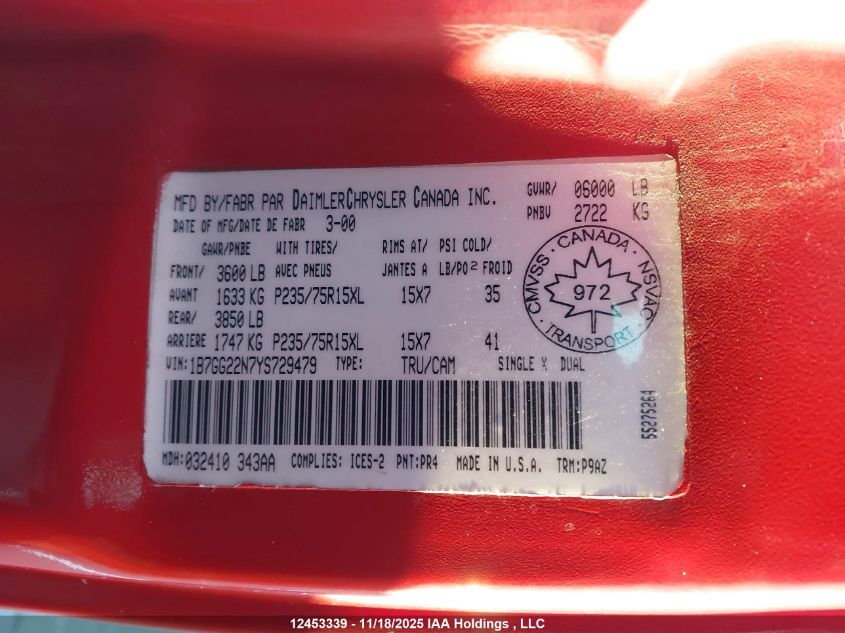 MFD BY/FABR PAR DAIMLERCHRYSLER CANADA INC. GVWR/ 06000 LB
DATE OF MFG/DATE DE FABR 3-00 PNBV 2722 KG
GAWR/PNBE WITH TIRES/ RIMS AT/ PSI COLD/
FRONT/ 3600 LB AVEC PNEUS JANTES A LB/PO2 FROID
AVANT 1633 KG P235/75R15XL 15X7 35
REAR/ 3850 LB
ARRIERE 1747 KG P235/75R15XL 15X7 41
VIN: 1B7GG22N7YS729479 TYPE: TRU/CAM SINGLE X DUAL
CMVSS · CANADA · NSVAC
972
TRANSPORT
55275264
MDH: 032410 343AA COMPLIES: ICES-2 PNT:PR4 MADE IN U.S.A. TRM:P9AZ
12453339 - 11/18/2025 IAA Holdings , LLC